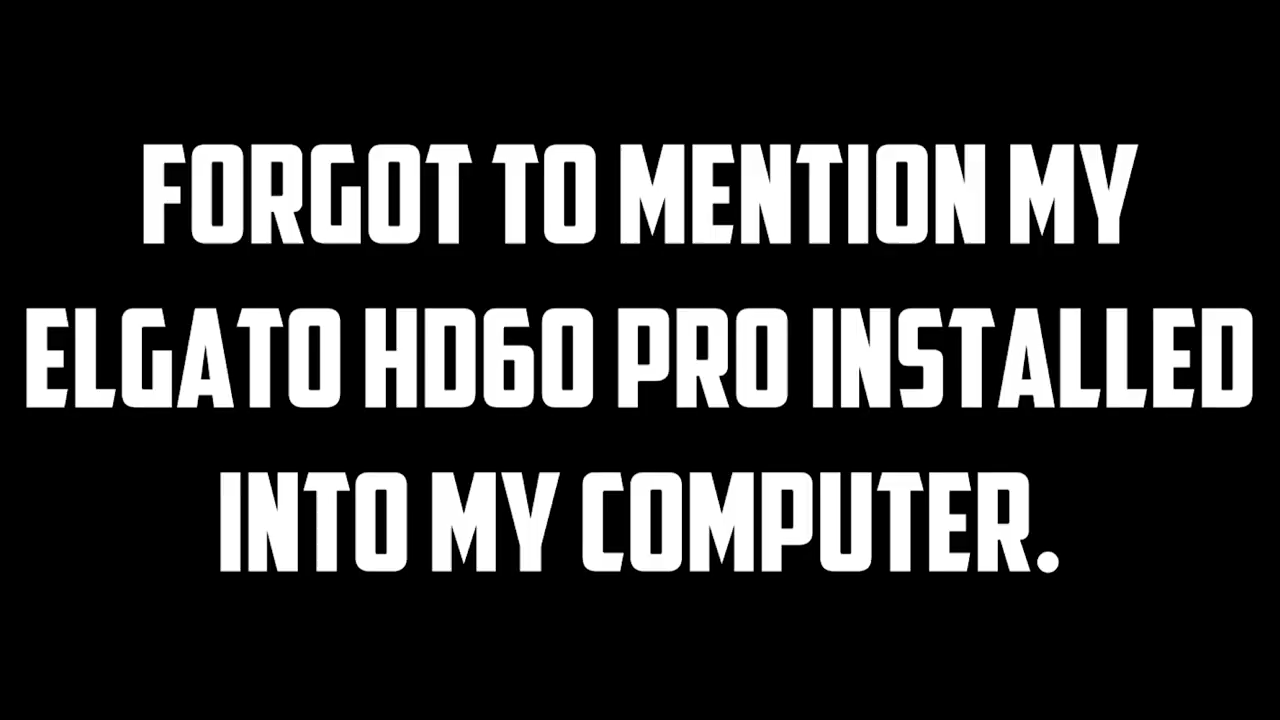 FORGOT TO MENTION MY
ELGATO HD60 PRO INSTALLED
INTO MY COMPUTER.